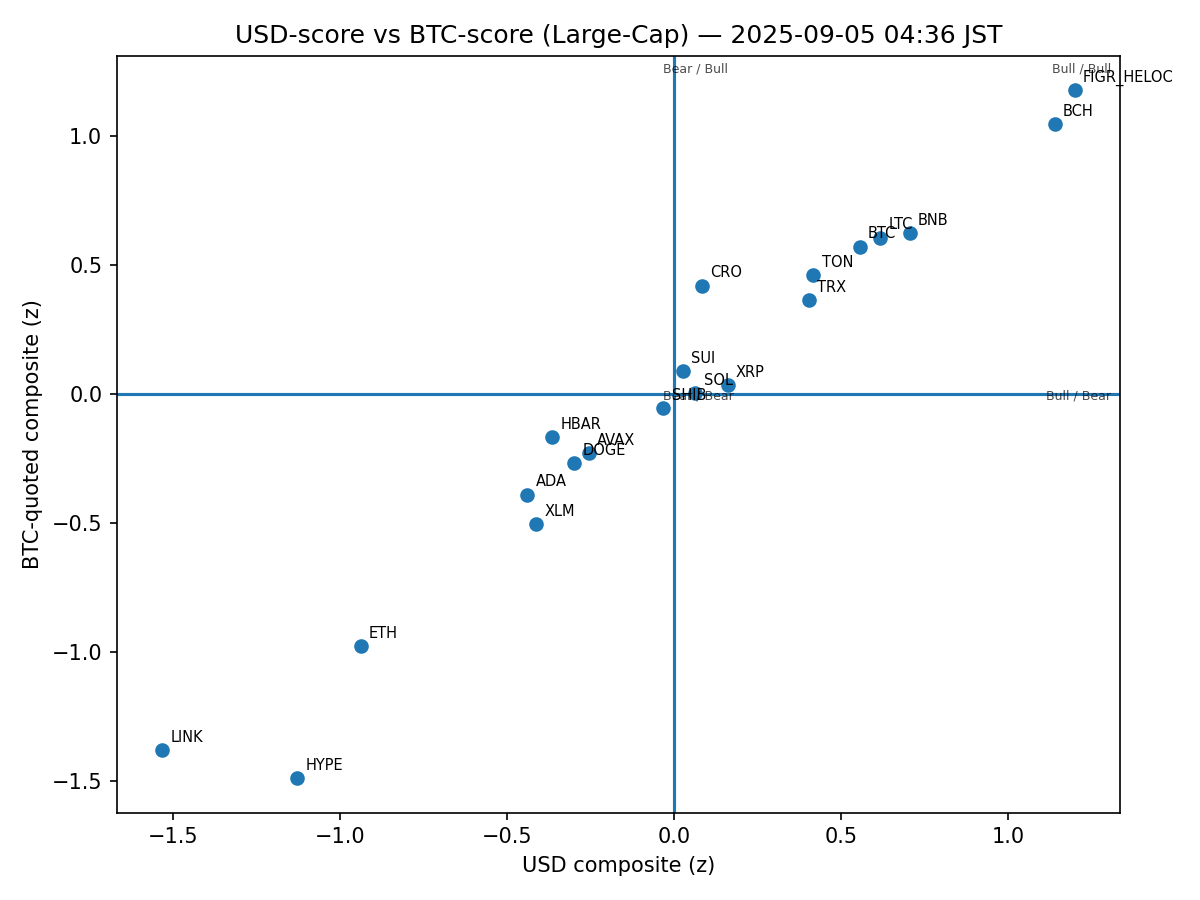 USD-score vs BTC-score (Large-Cap) — 2025-09-05 04:36 JST
Bear / Bull
Bull / Bull
FIGR_HELOC
BCH
BNB
LTC
BTC
TON
CRO
TRX
SUI
XRP
SOL
SHIB
Bear / Bear
Bull / Bear
HBAR
AVAX
DOGE
ADA
XLM
ETH
LINK
HYPE
1.0
0.5
0.0
−0.5
−1.0
−1.5
BTC-quoted composite (z)
−1.5
−1.0
−0.5
0.0
0.5
1.0
USD composite (z)